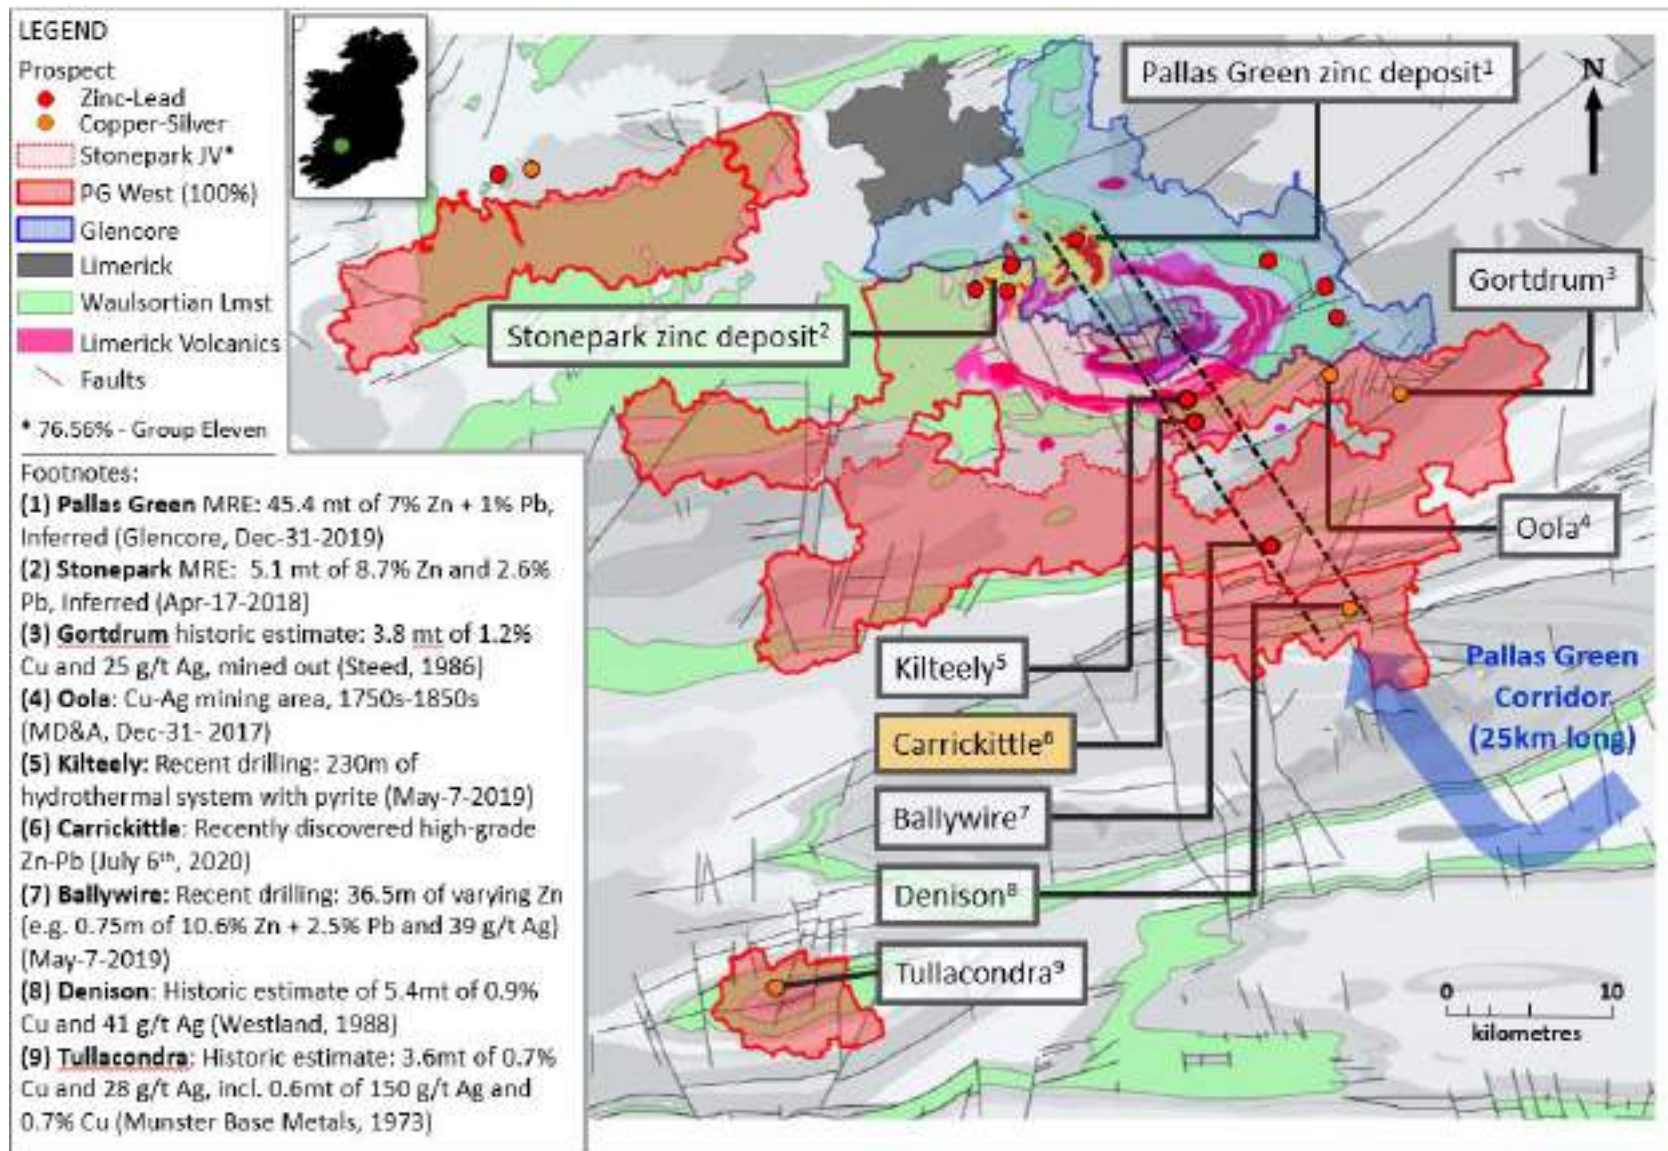 LEGEND
Prospect
Zinc-Lead
Copper-Silver
Stonepark JV*
PG West (100%)
Glencore
Limerick
Waulsortian Lmst
Limerick Volcanics
Faults
* 76.56% - Group Eleven
Footnotes:
(1) Pallas Green MRE: 45.4 mt of 7% Zn + 1% Pb,
Inferred (Glencore, Dec-31-2019)
(2) Stonepark MRE: 5.1 mt of 8.7% Zn and 2.6%
Pb, Inferred (Apr-17-2018)
(3) Gortdrum historic estimate: 3.8 mt of 1.2%
Cu and 25 g/t Ag, mined out (Steed, 1986)
(4) Oola: Cu-Ag mining area, 1750s-1850s
(MD&A, Dec-31- 2017)
(5) Kilteely: Recent drilling: 230m of
hydrothermal system with pyrite (May-7-2019)
(6) Carrickittle: Recently discovered high-grade
Zn-Pb (July 6th, 2020)
(7) Ballywire: Recent drilling: 36.5m of varying Zn
(e.g. 0.75m of 10.6% Zn + 2.5% Pb and 39 g/t Ag)
(May-7-2019)
(8) Denison: Historic estimate of 5.4mt of 0.9%
Cu and 41 g/t Ag (Westland, 1988)
(9) Tullacondra: Historic estimate: 3.6mt of 0.7%
Cu and 28 g/t Ag, incl. 0.6mt of 150 g/t Ag and
0.7% Cu (Munster Base Metals, 1973)
Pallas Green zinc deposit1
N
Gortdrum3
Stonepark zinc deposit2
Oola4
Kilteely5
Pallas Green
Corridor
(25km long)
Carrickittle6
Ballywire7
Denison8
Tullacondra9
0 10
kilometres